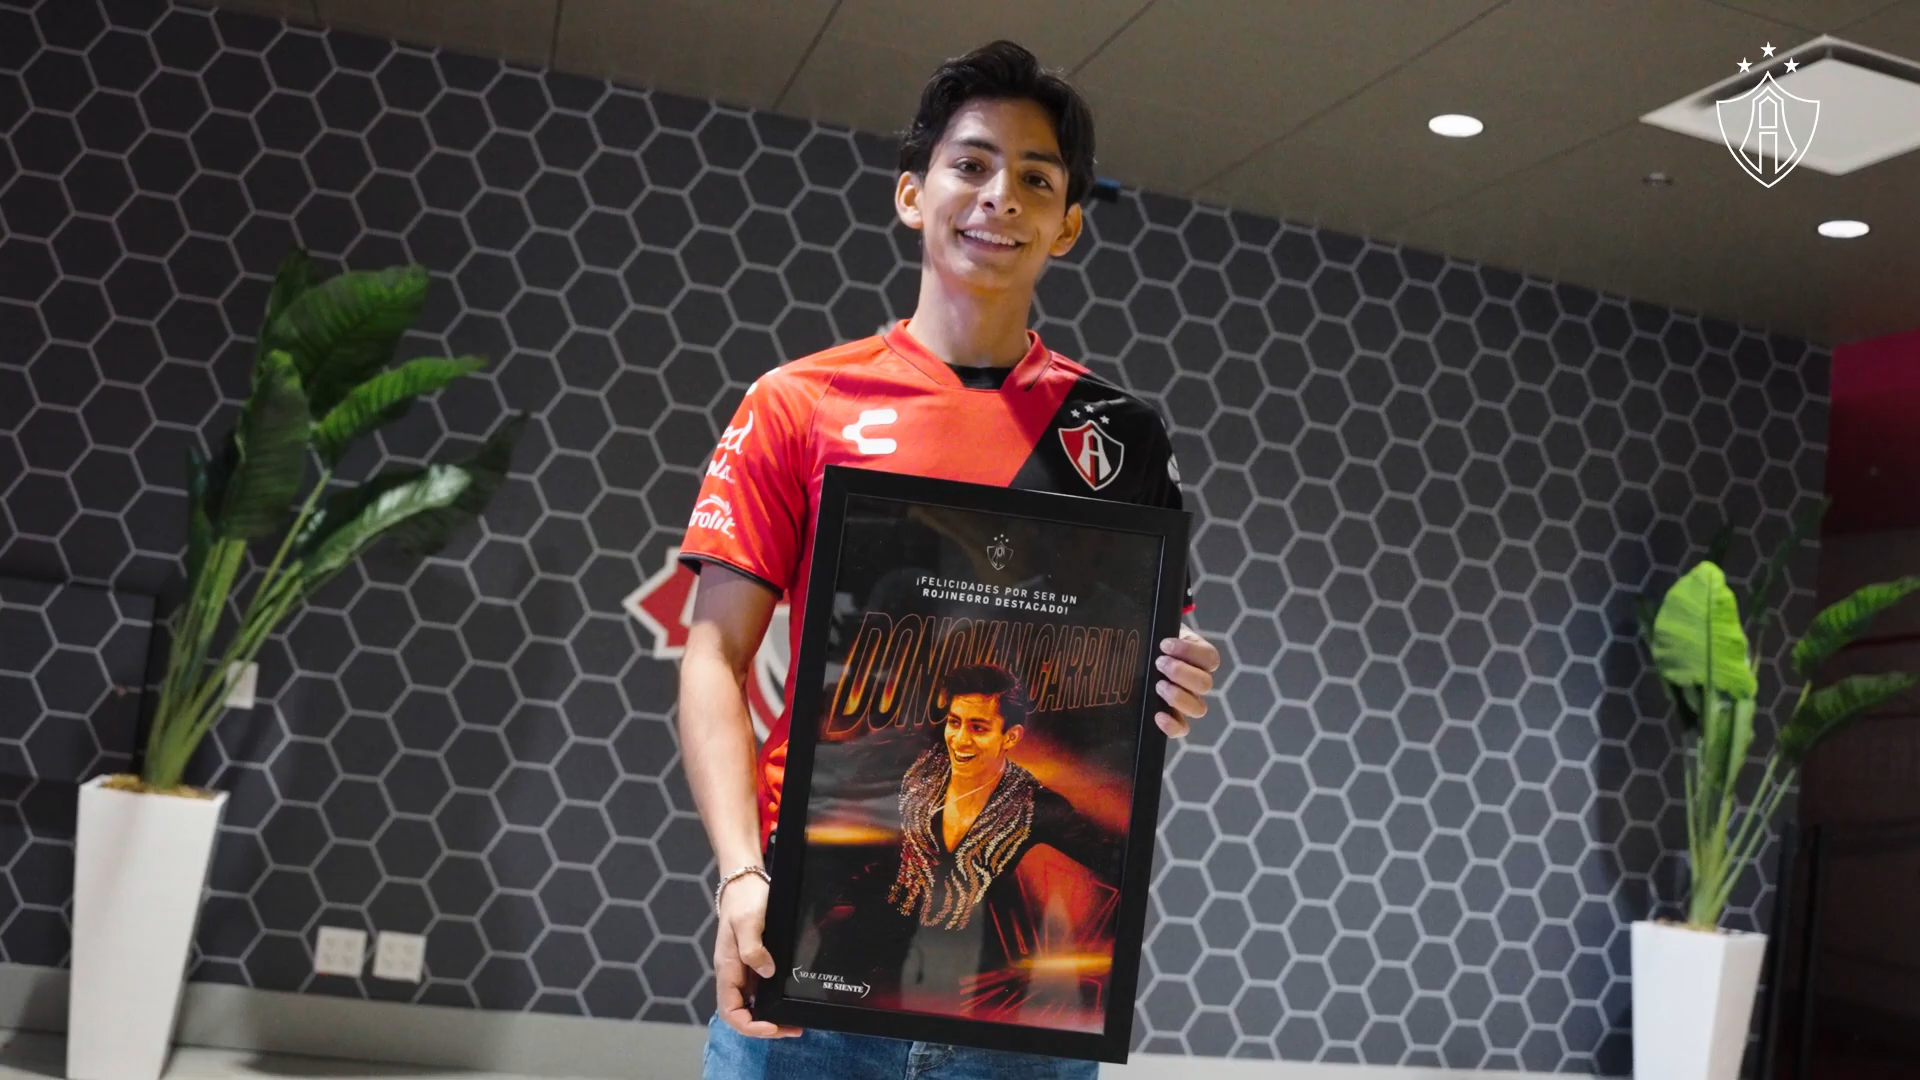 ¡FELICIDADES POR SER UN
ROJINEGRO DESTACADO!
DONOVAN CARRILLO
NO SE EXPLICA,
SE SIENTE